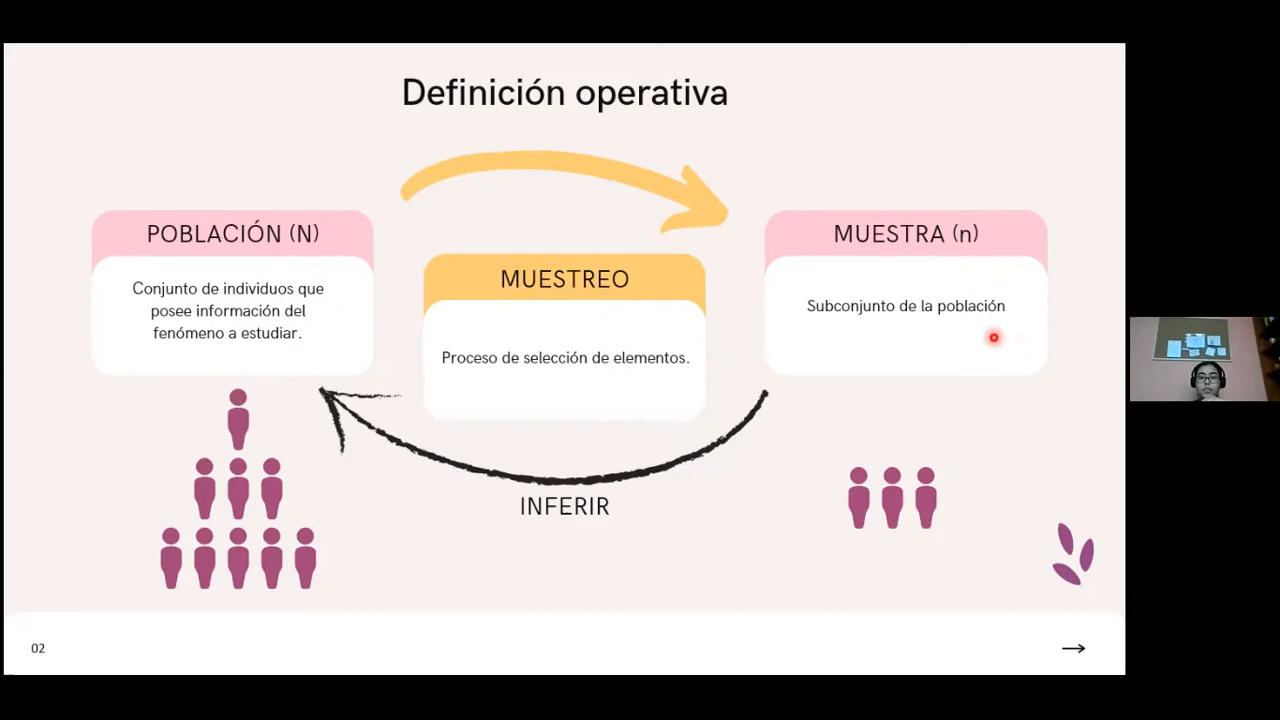 Definición operativa
POBLACIÓN (N)
Conjunto de individuos que
posee información del
fenómeno a estudiar.
MUESTREO
Proceso de selección de elementos.
MUESTRA (n)
Subconjunto de la población
INFERIR
02